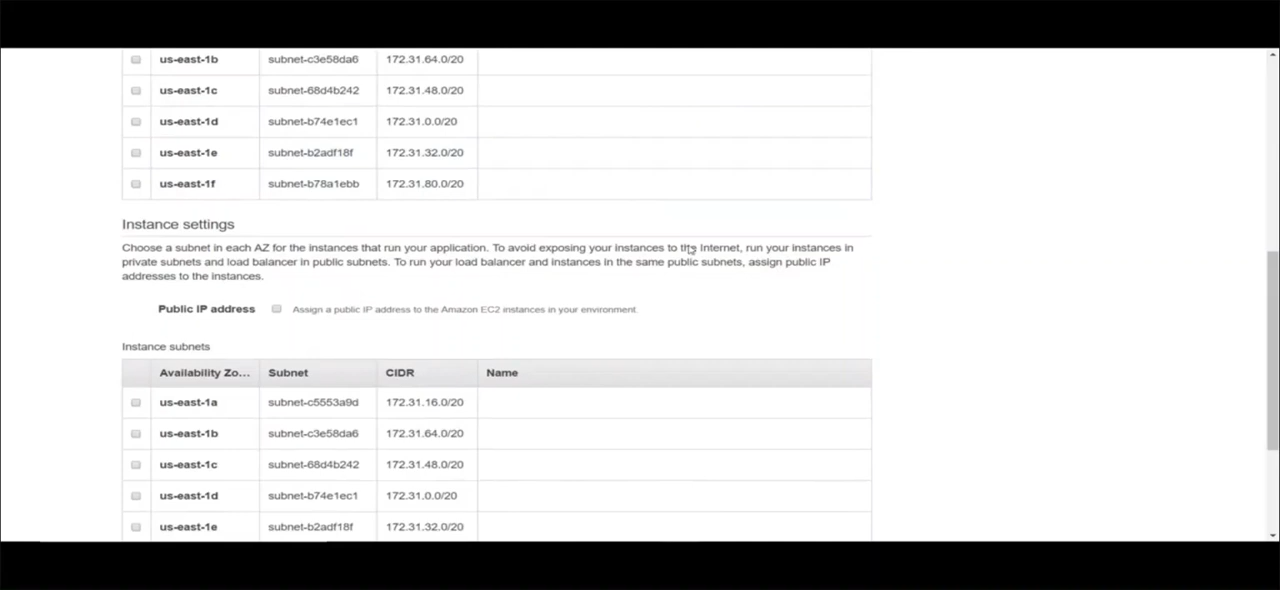 us-east-1b subnet-c3e58da6 172.31.64.0/20
us-east-1c subnet-68d4b242 172.31.48.0/20
us-east-1d subnet-b74e1ec1 172.31.0.0/20
us-east-1e subnet-b2adf18f 172.31.32.0/20
us-east-1f subnet-b78a1ebb 172.31.80.0/20
Instance settings
Choose a subnet in each AZ for the instances that run your application. To avoid exposing your instances to the Internet, run your instances in
private subnets and load balancer in public subnets. To run your load balancer and instances in the same public subnets, assign public IP
addresses to the instances.
Public IP address Assign a public IP address to the Amazon EC2 instances in your environment.
Instance subnets
Availability Zo... Subnet CIDR Name
us-east-1a subnet-c5553a9d 172.31.16.0/20
us-east-1b subnet-c3e58da6 172.31.64.0/20
us-east-1c subnet-68d4b242 172.31.48.0/20
us-east-1d subnet-b74e1ec1 172.31.0.0/20
us-east-1e subnet-b2adf18f 172.31.32.0/20